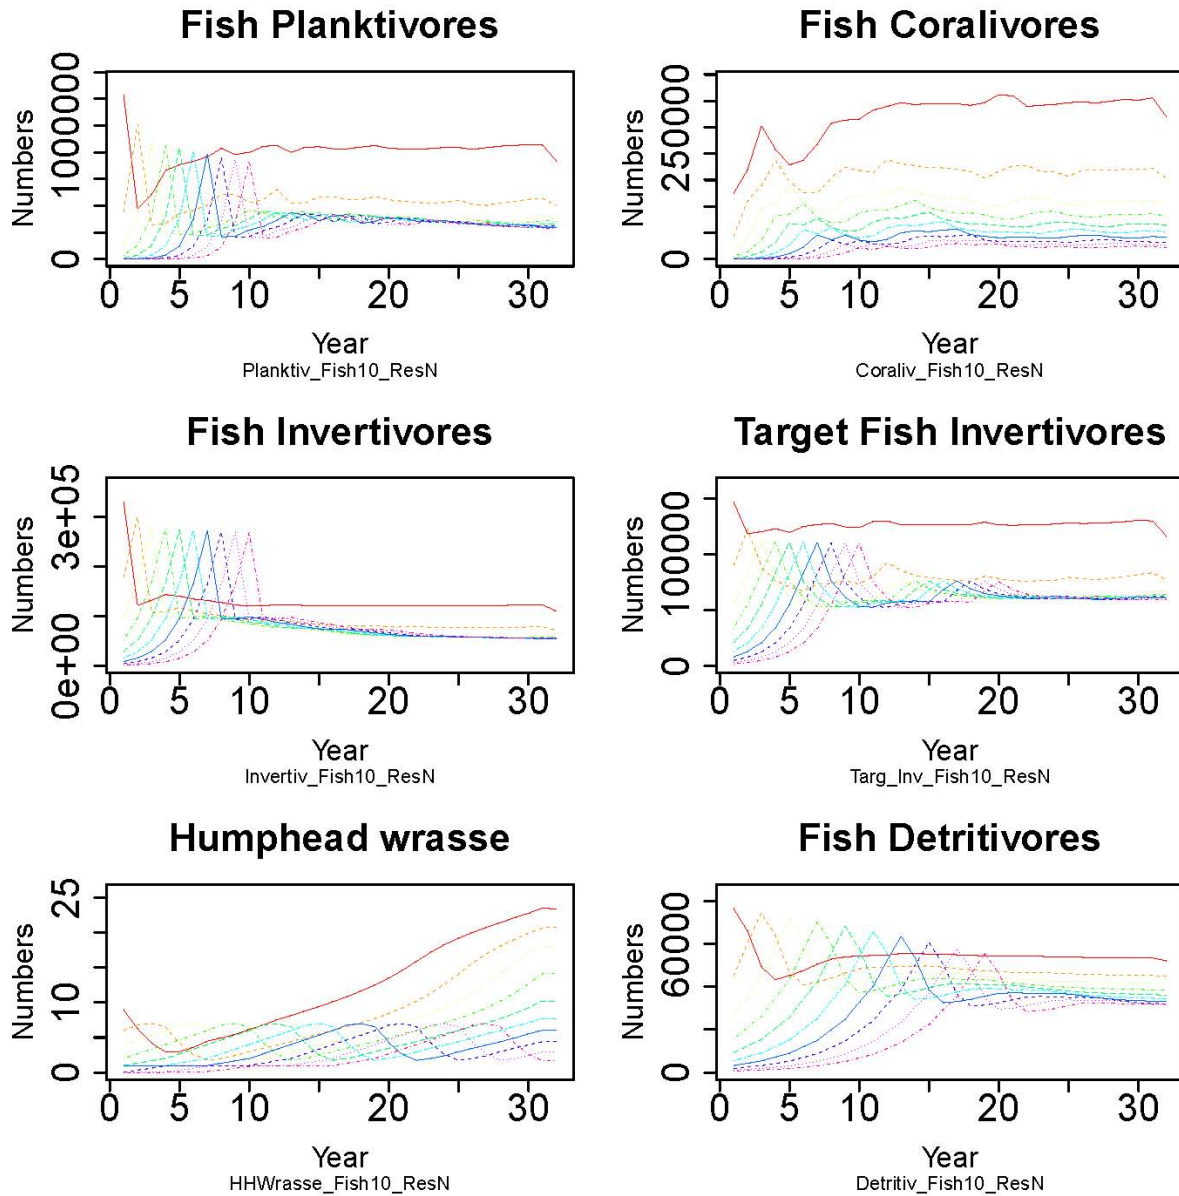 Fish Planktivores
Numbers
1000000
0
0 5 10 20 30
Year
Planktiv_Fish10_ResN
Fish Coralivores
Numbers
250000
0
0 5 10 20 30
Year
Coraliv_Fish10_ResN
Fish Invertivores
Numbers
3e+05
0e+00
0 5 10 20 30
Year
Invertiv_Fish10_ResN
Target Fish Invertivores
Numbers
100000
0
0 5 10 20 30
Year
Targ_Inv_Fish10_ResN
Humphead wrasse
Numbers
25
10
0
0 5 10 20 30
Year
HHWrasse_Fish10_ResN
Fish Detritivores
Numbers
60000
0
0 5 10 20 30
Year
Detritiv_Fish10_ResN